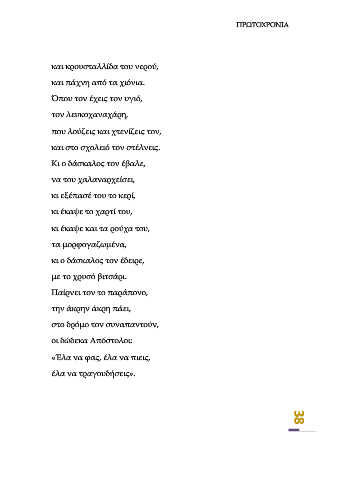 ΠΡΩΤΟΧΡΟΝΙΑ
και κρουσταλλίδα του νερού,
και πάχνη από τα χιόνια.
Όπου τον έχεις τον υγιό,
τον λευκοχαναχάρη,
που λούζεις και χτενίζεις τον,
και στο σχολειό τον στέλνεις.
Κι ο δάσκαλος τον έβαλε,
να του χαλαναρχείσει,
κι εξέπασέ του το κερί,
κι έκαψε το χαρτί του,
κι έκαψε και τα ρούχα του,
τα μορφογαζωμένα,
κι ο δάσκαλος τον έδειρε,
με το χρυσό βιτσάρι.
Παίρνει τον το παράπονο,
την άκρην άκρη πάει,
στο δρόμο τον συναπαντούν,
οι δώδεκα Απόστολοι:
«Έλα να φας, έλα να πιεις,
έλα να τραγουδήσεις».
38